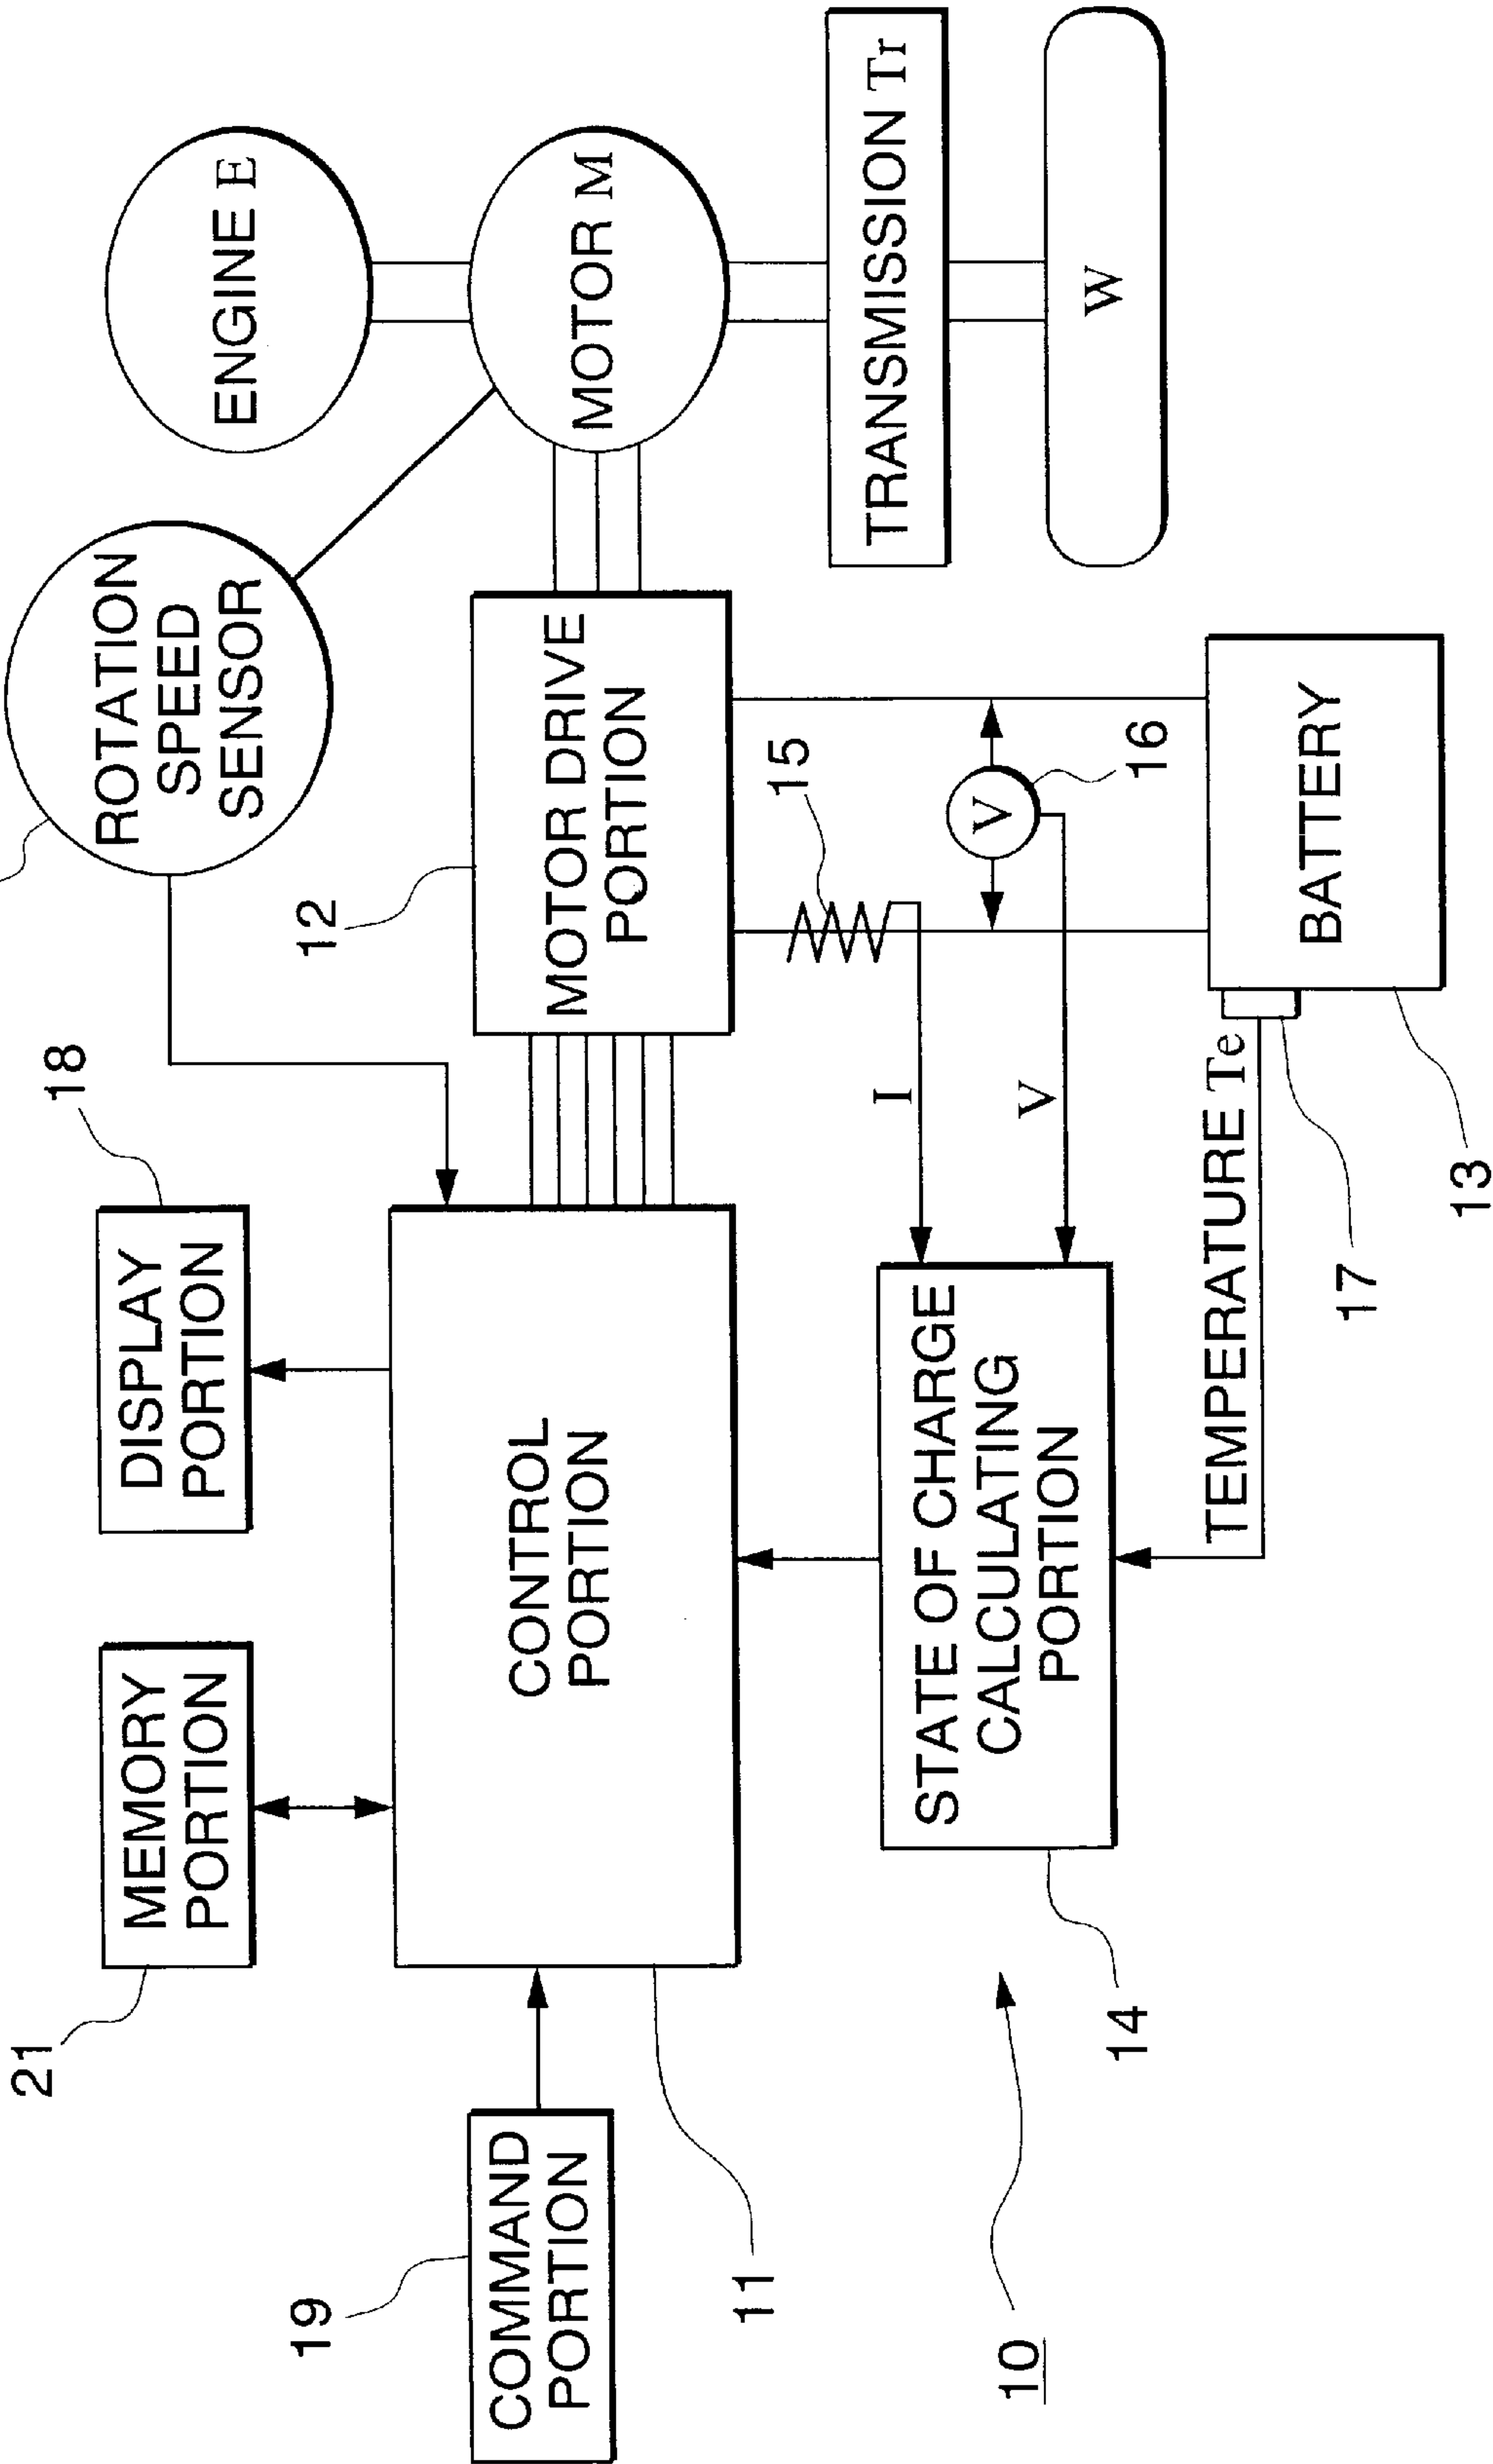 ROTATION
SPEED
SENSOR
ENGINE E
21
MEMORY
PORTION
DISPLAY
PORTION
18
12
19
COMMAND
PORTION
CONTROL
PORTION
MOTOR DRIVE
PORTION
MOTOR M
11
15
I
STATE OF CHARGE
CALCULATING
PORTION
V
V
16
TRANSMISSION Tr
10
14
TEMPERATURE Te
W
17
BATTERY
13